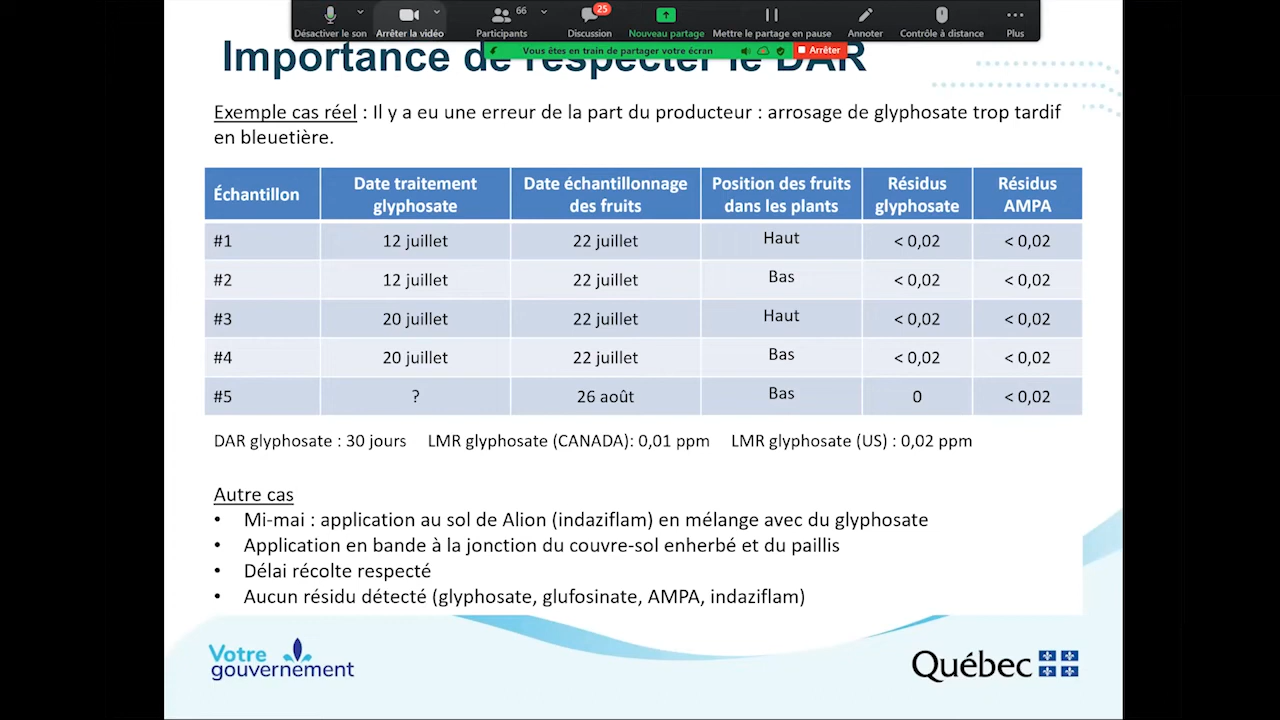 66
25
Désactiver le son
Arrêter la vidéo
Participants
Discussion
Nouveau partage
Mettre le partage en pause
Annoter
Contrôle à distance
Plus
Vous êtes en train de partager votre écran
Arrêter
Importance de respecter le DAR
Exemple cas réel : Il y a eu une erreur de la part du producteur : arrosage de glyphosate trop tardif
en bleuetière.
Échantillon Date traitement glyphosate Date échantillonnage des fruits Position des fruits dans les plants Résidus glyphosate Résidus AMPA
#1 12 juillet 22 juillet Haut < 0,02 < 0,02
#2 12 juillet 22 juillet Bas < 0,02 < 0,02
#3 20 juillet 22 juillet Haut < 0,02 < 0,02
#4 20 juillet 22 juillet Bas < 0,02 < 0,02
#5 ? 26 août Bas 0 < 0,02
DAR glyphosate : 30 jours LMR glyphosate (CANADA): 0,01 ppm LMR glyphosate (US) : 0,02 ppm
Autre cas
• Mi-mai : application au sol de Alion (indaziflam) en mélange avec du glyphosate
• Application en bande à la jonction du couvre-sol enherbé et du paillis
• Délai récolte respecté
• Aucun résidu détecté (glyphosate, glufosinate, AMPA, indaziflam)
Votre
gouvernement
Québec